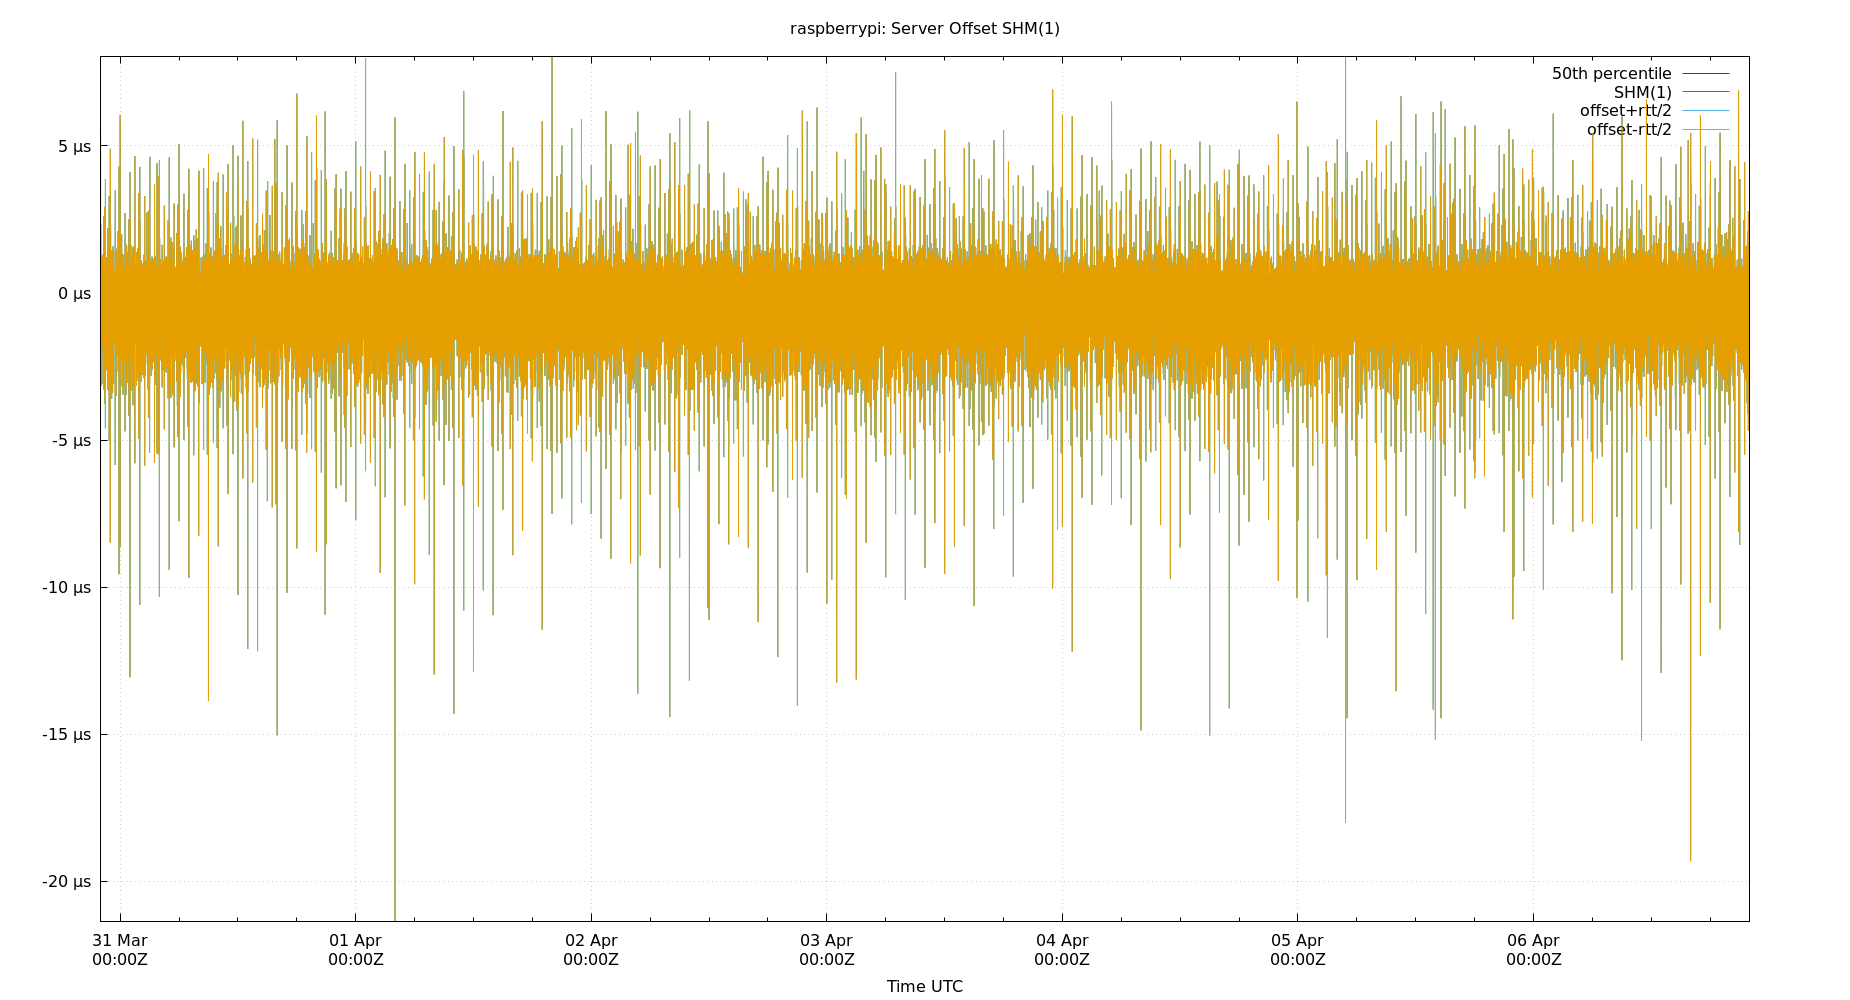 raspberrypi: Server Offset SHM(1)
50th percentile
SHM(1)
offset+rtt/2
offset-rtt/2
5 µs
0 µs
-5 µs
-10 µs
-15 µs
-20 µs
31 Mar 01 Apr 02 Apr 03 Apr 04 Apr 05 Apr 06 Apr
00:00Z 00:00Z 00:00Z 00:00Z 00:00Z 00:00Z 00:00Z
Time UTC